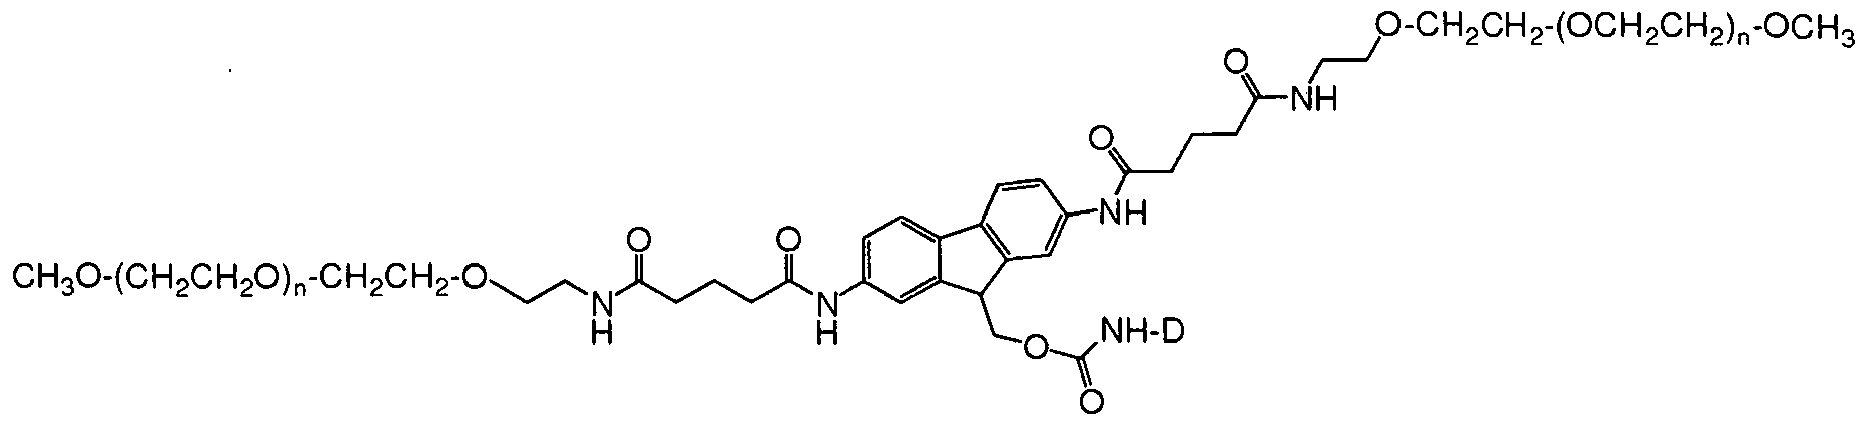 O-CH2CH2-(OCH2CH2)n-OCH3
O
NH
O
NH
O
O
CH3O-(CH2CH2O)n-CH2CH2-O
N
H
N
H
NH-D
O
O